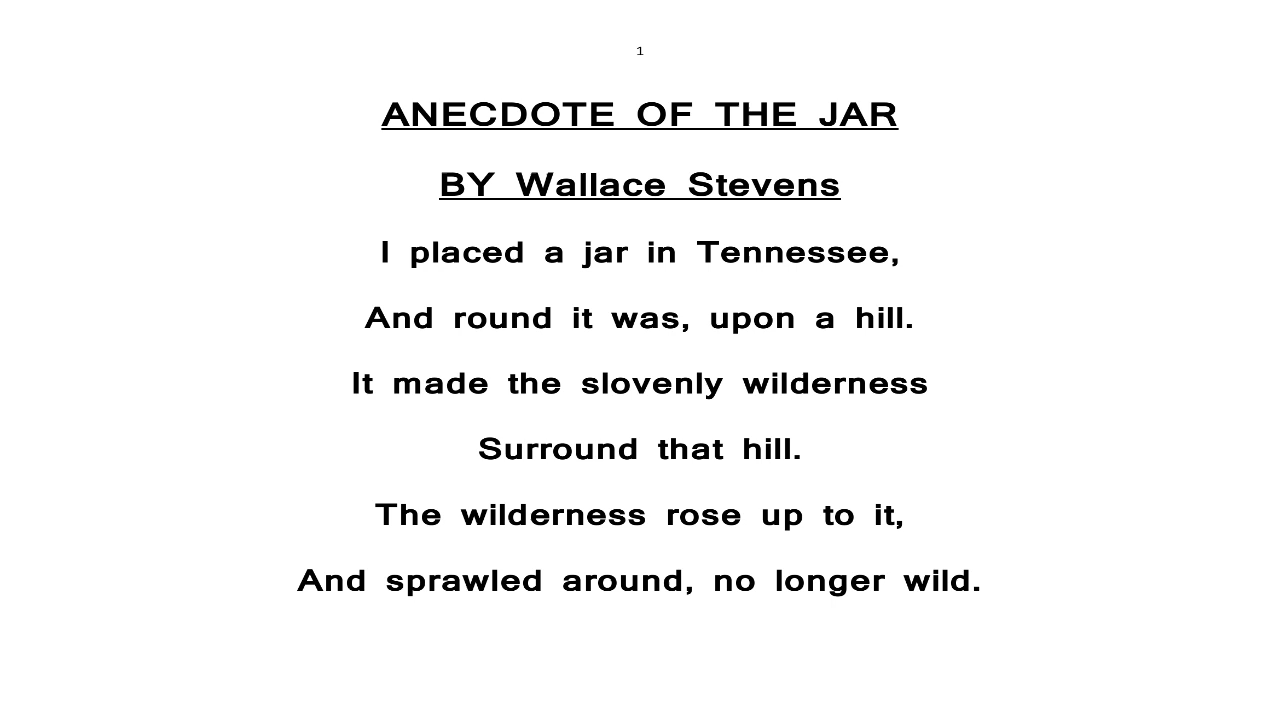 1
ANECDOTE OF THE JAR
BY Wallace Stevens
I placed a jar in Tennessee,
And round it was, upon a hill.
It made the slovenly wilderness
Surround that hill.
The wilderness rose up to it,
And sprawled around, no longer wild.